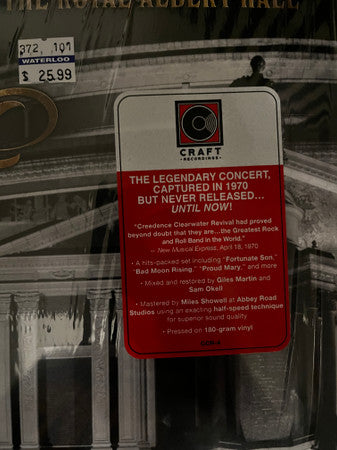 THE ROYAL ALBERT HALL
372 101
WATERLOO
$ 25.99
CRAFT
RECORDINGS
THE LEGENDARY CONCERT,
CAPTURED IN 1970
BUT NEVER RELEASED...
UNTIL NOW!
"Creedence Clearwater Revival had proved
beyond doubt that they are...the Greatest Rock
and Roll Band in the World."
– New Musical Express, April 18, 1970
• A hits-packed set including "Fortunate Son,"
"Bad Moon Rising," "Proud Mary," and more
• Mixed and restored by Giles Martin and
Sam Okell
• Mastered by Miles Showell at Abbey Road
Studios using an exacting half-speed technique
for superior sound quality
• Pressed on 180-gram vinyl